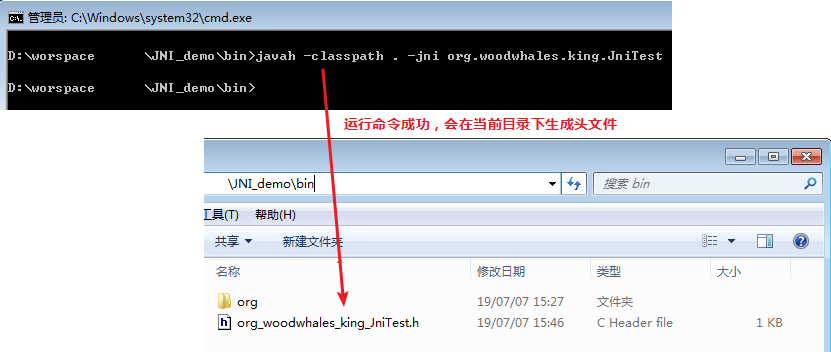 管理员: C:\Windows\system32\cmd.exe
D:\worspace \JNI_demo\bin>javah -classpath . -jni org.woodwhales.king.JniTest
D:\worspace \JNI_demo\bin>
运行命令成功，会在当前目录下生成头文件
\JNI_demo\bin
搜索 bin
工具(T) 帮助(H)
共享 新建文件夹
名称 修改日期 类型 大小
org 19/07/07 15:27 文件夹
org_woodwhales_king_JniTest.h 19/07/07 15:46 C Header file 1 KB